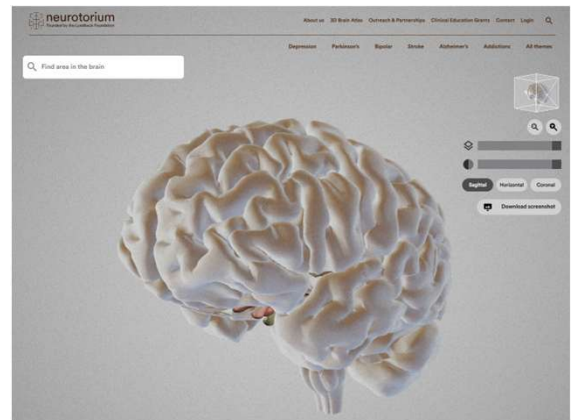 neurotorium
Founded by the Lundbeck Foundation
About us 3D Brain Atlas Outreach & Partnerships Clinical Education Grants Contact Login
Depression Parkinson's Bipolar Stroke Alzheimer's Addictions All themes
Find area in the brain
Sagittal Horizontal Coronal
Download screenshot